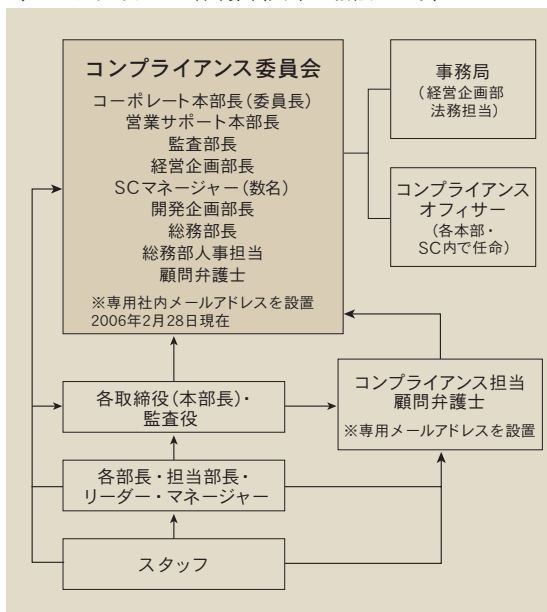 コンプライアンス委員会
コーポレート本部長(委員長)
営業サポート本部長
監査部長
経営企画部長
SCマネージャー(数名)
開発企画部長
総務部長
総務部人事担当
顧問弁護士
※専用社内メールアドレスを設置
2006年2月28日現在
事務局
(経営企画部
法務担当)
コンプライアンス
オフィサー
(各本部・
SC内で任命)
各取締役(本部長)・
監査役
コンプライアンス担当
顧問弁護士
※専用メールアドレスを設置
各部長・担当部長・
リーダー・マネージャー
スタッフ